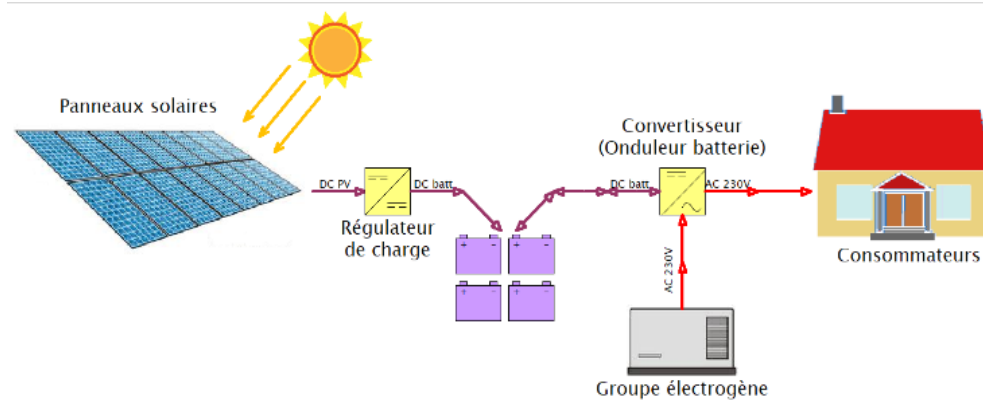 Panneaux solaires
DC PV
DC batt.
Régulateur
de charge
+ -
+ -
+ -
+ -
Convertisseur
(Onduleur batterie)
DC batt.
AC 230V
AC 230V
Groupe électrogène
Consommateurs